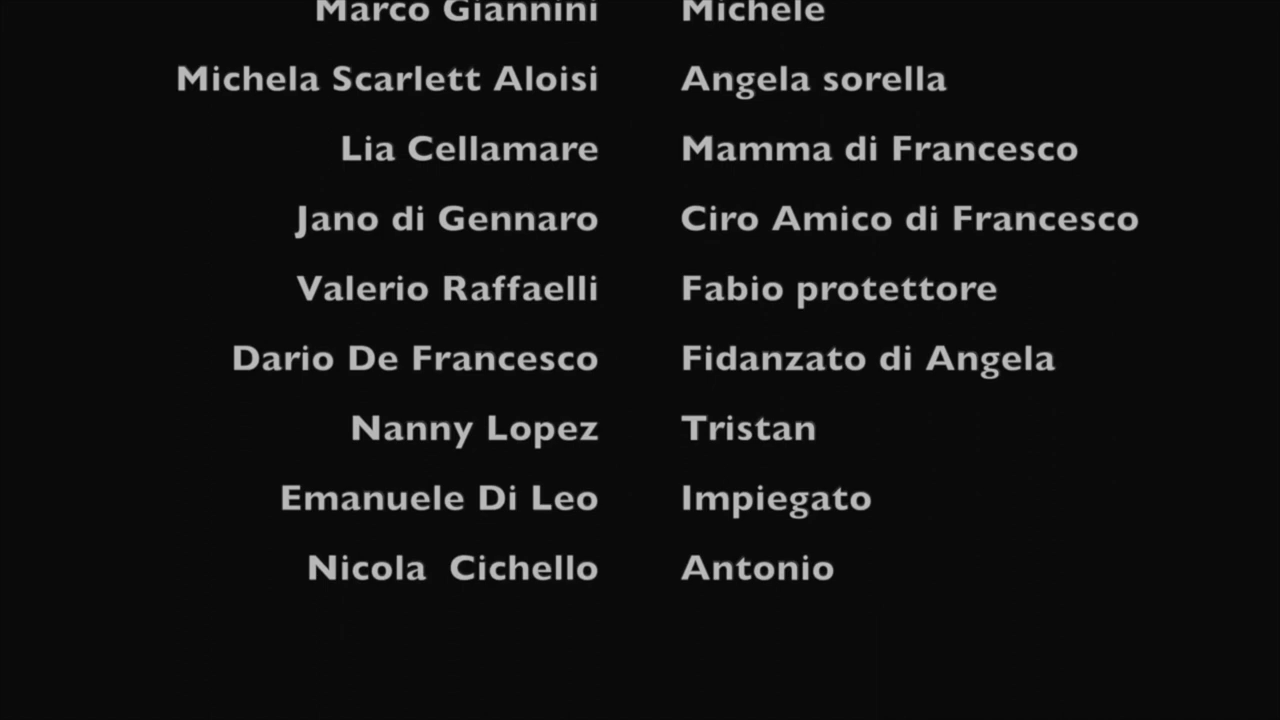 Marco Giannini Michele
Michela Scarlett Aloisi Angela sorella
Lia Cellamare Mamma di Francesco
Jano di Gennaro Ciro Amico di Francesco
Valerio Raffaelli Fabio protettore
Dario De Francesco Fidanzato di Angela
Nanny Lopez Tristan
Emanuele Di Leo Impiegato
Nicola  Cichello Antonio